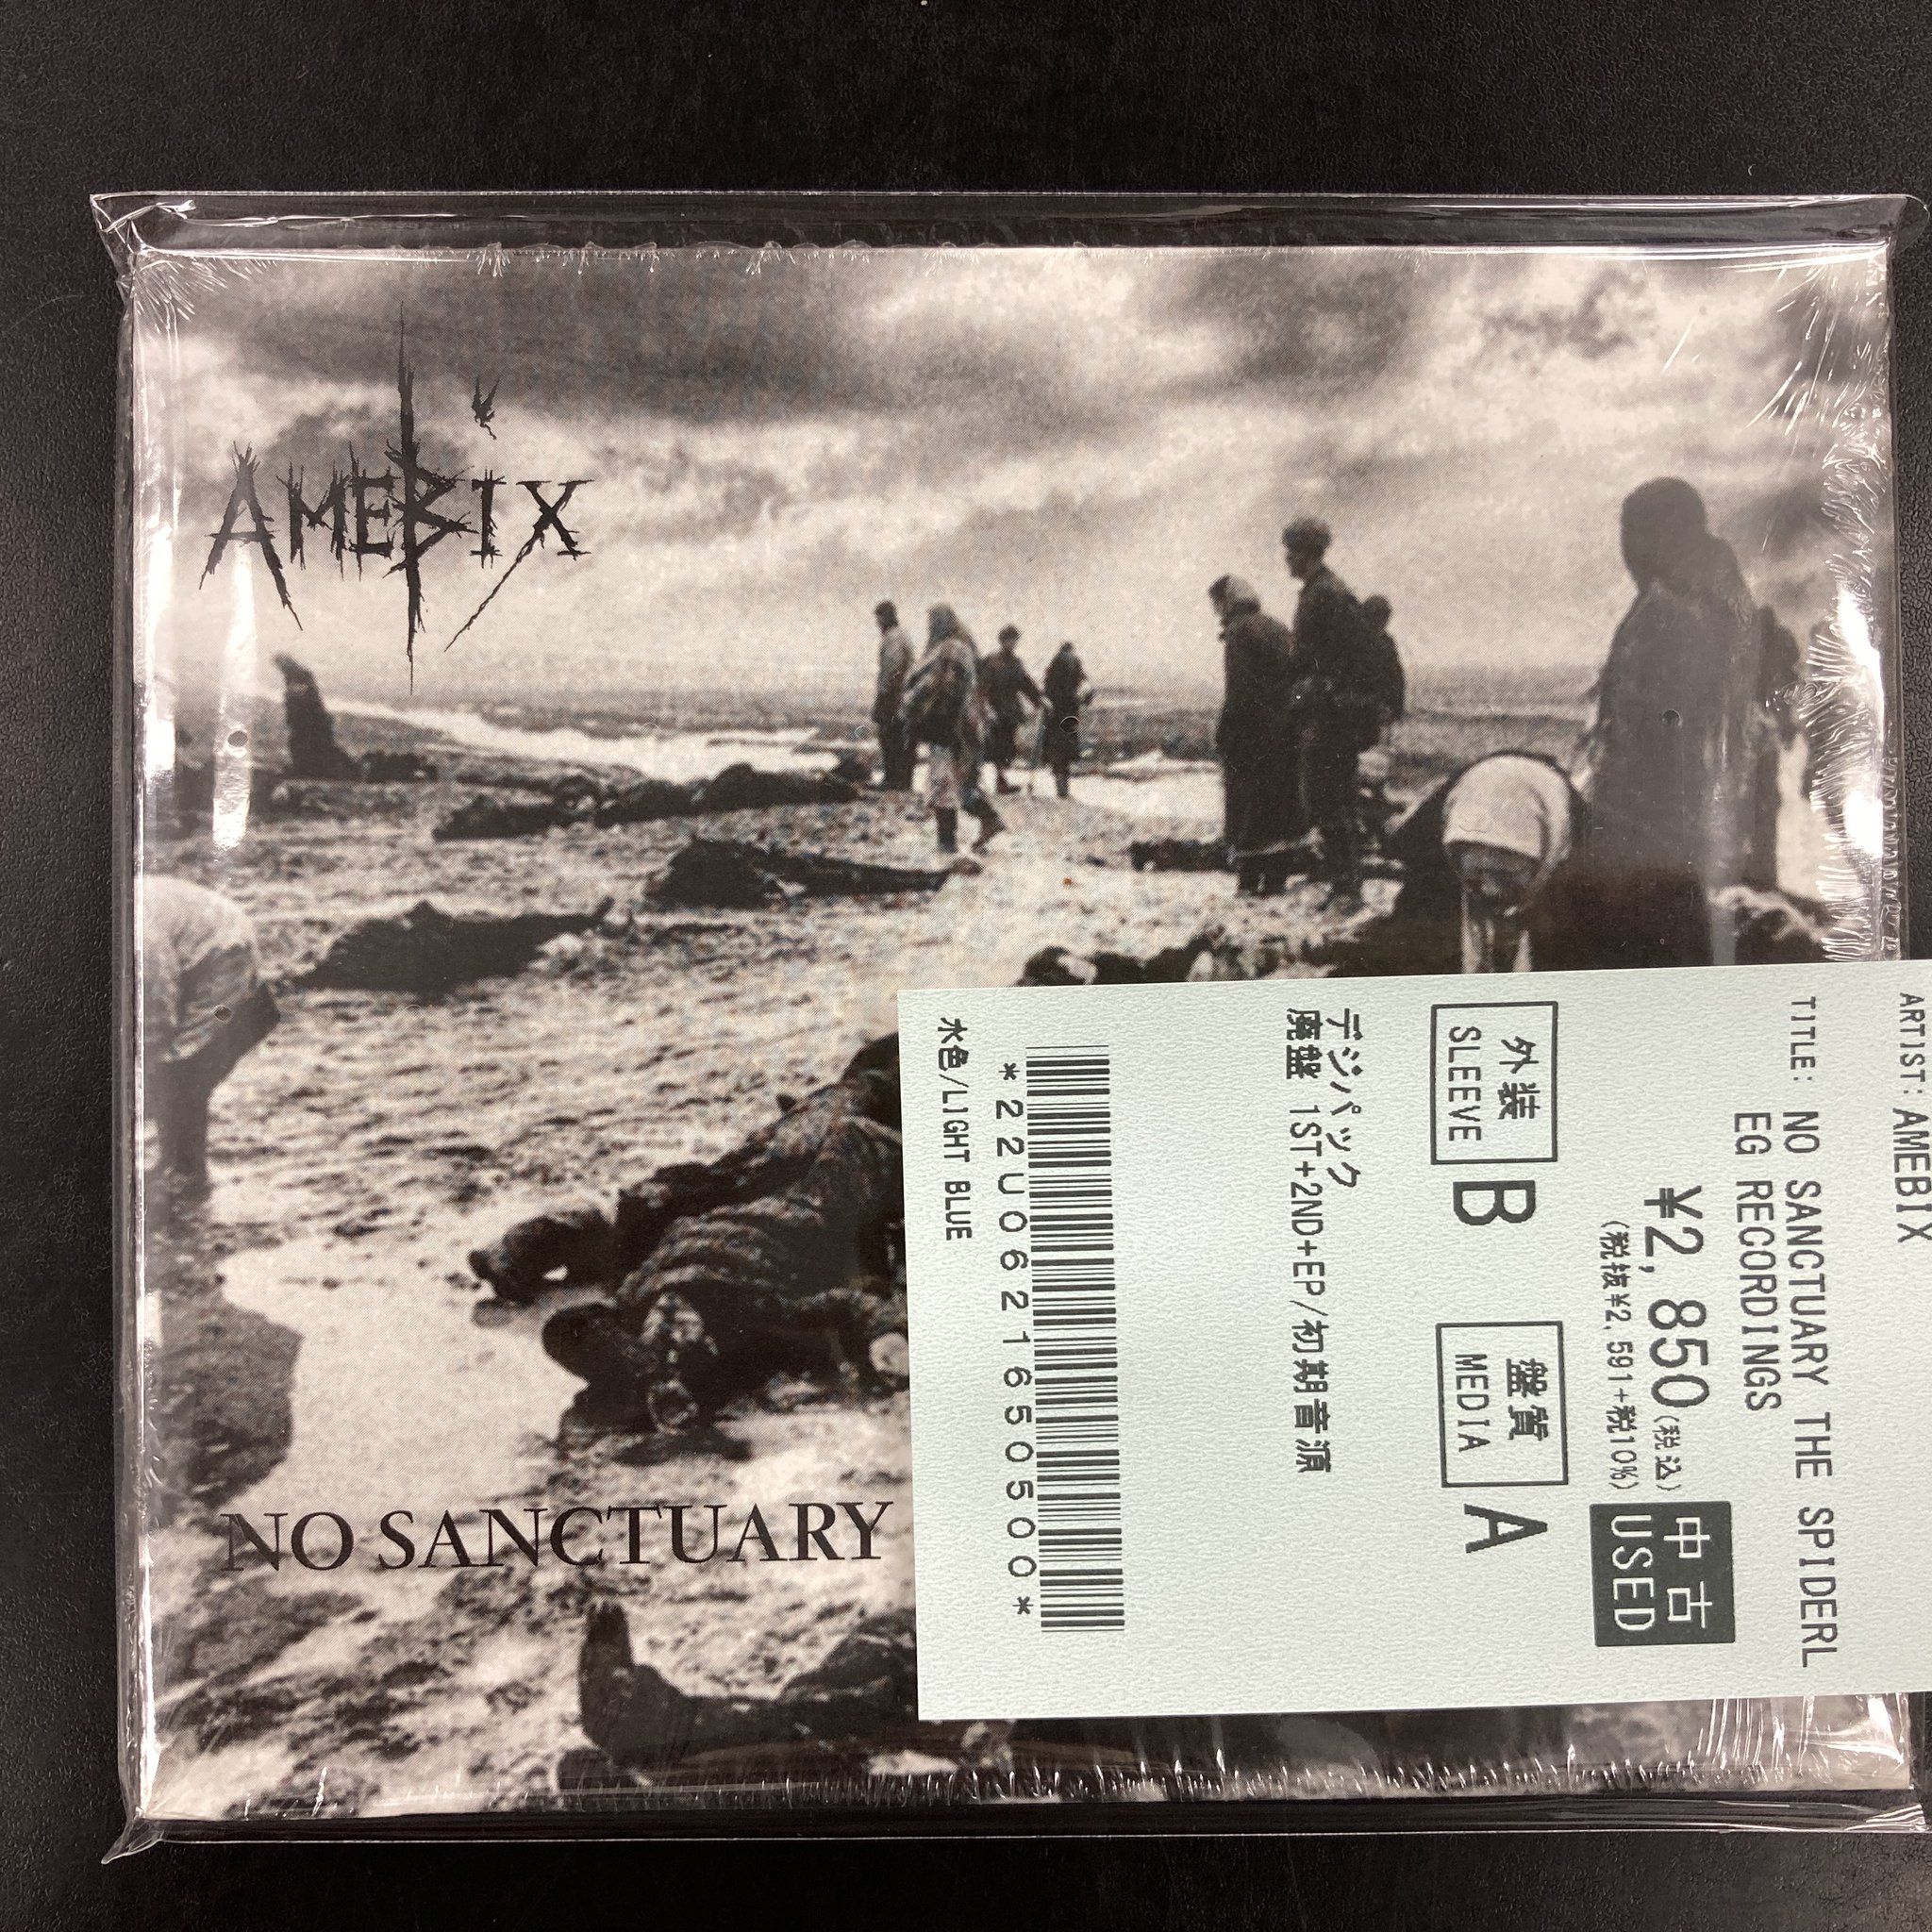 AMEBIX
NO SANCTUARY
ARTIST: AMEBIX
TITLE: NO SANCTUARY THE SPIDERL
EG RECORDINGS
¥2,850(税込)
(税抜¥2,591+税10%)
中古
USED
外装
SLEEVE
B
盤質
MEDIA
A
デジパック
廃盤 1ST+2ND+EP/初期音源
*22U0621650500*
水色/LIGHT BLUE